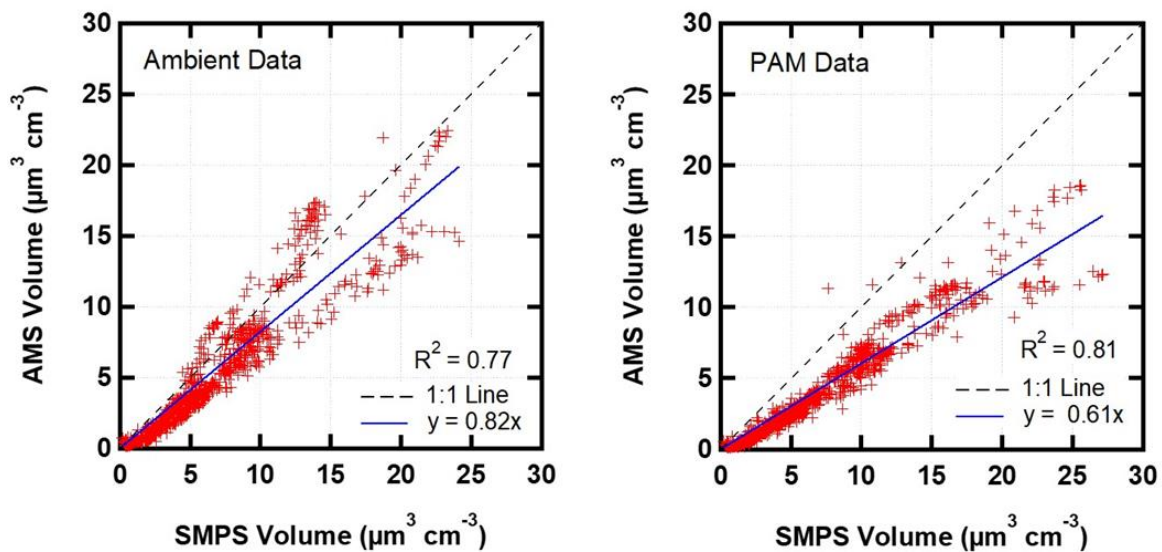 Ambient Data
AMS Volume (µm³ cm⁻³)
30
25
20
15
10
5
0
R² = 0.77
1:1 Line
y = 0.82x
0 5 10 15 20 25 30
SMPS Volume (µm³ cm⁻³)
PAM Data
AMS Volume (µm³ cm⁻³)
30
25
20
15
10
5
0
R² = 0.81
1:1 Line
y = 0.61x
0 5 10 15 20 25 30
SMPS Volume (µm³ cm⁻³)